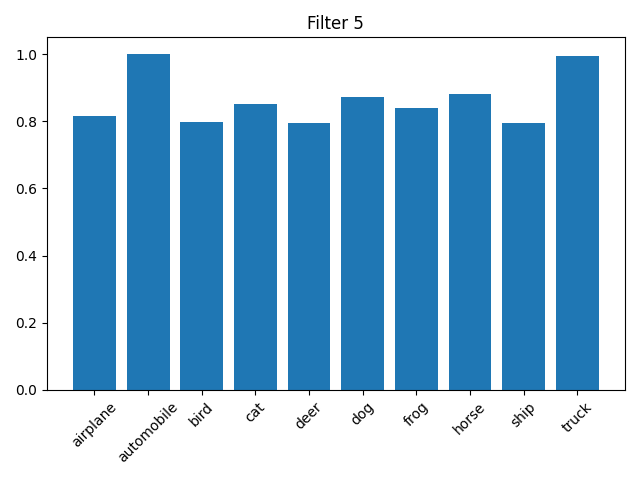 Filter 5
1.0
0.8
0.6
0.4
0.2
0.0
airplane
automobile
bird
cat
deer
dog
frog
horse
ship
truck